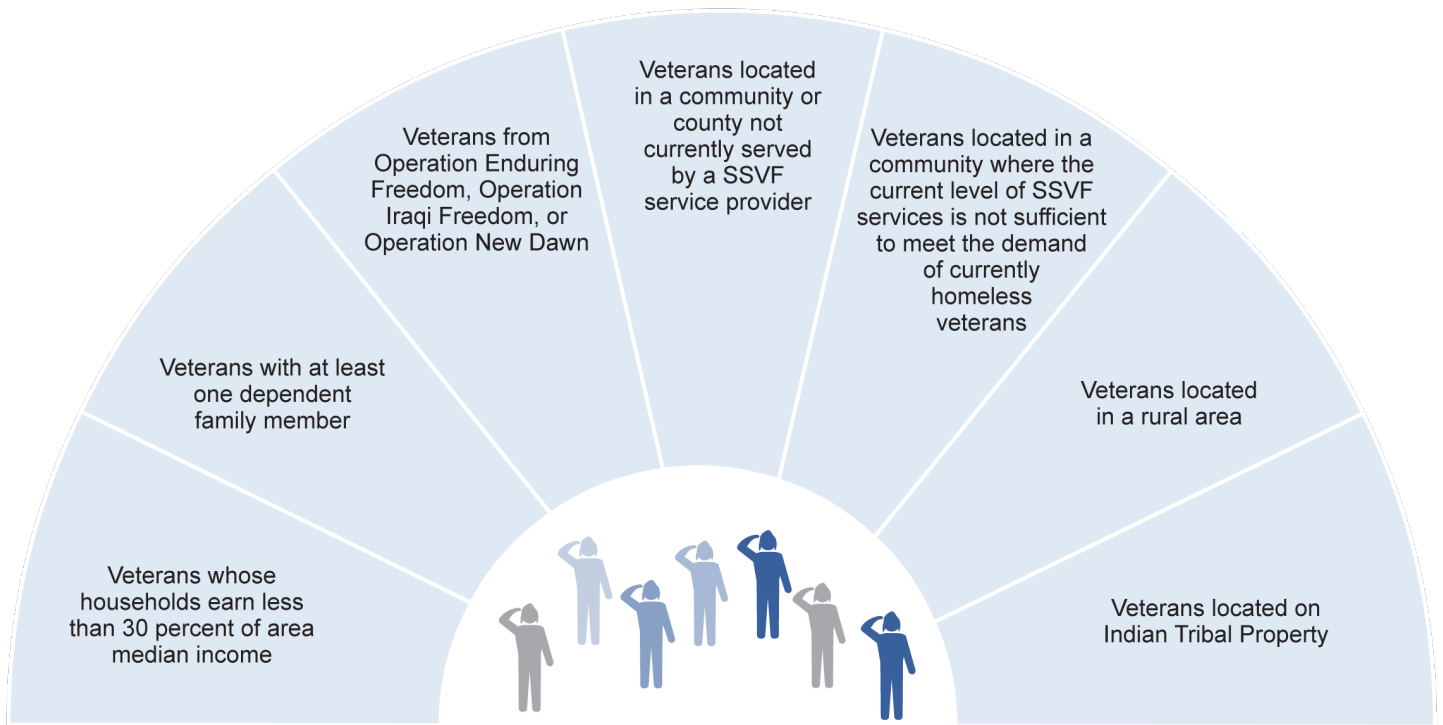 Veterans whose
households earn less
than 30 percent of area
median income
Veterans with at least
one dependent
family member
Veterans from
Operation Enduring
Freedom, Operation
Iraqi Freedom, or
Operation New Dawn
Veterans located
in a community or
county not
currently served
by a SSVF
service provider
Veterans located in a
community where the
current level of SSVF
services is not sufficient
to meet the demand
of currently
homeless
veterans
Veterans located
in a rural area
Veterans located on
Indian Tribal Property